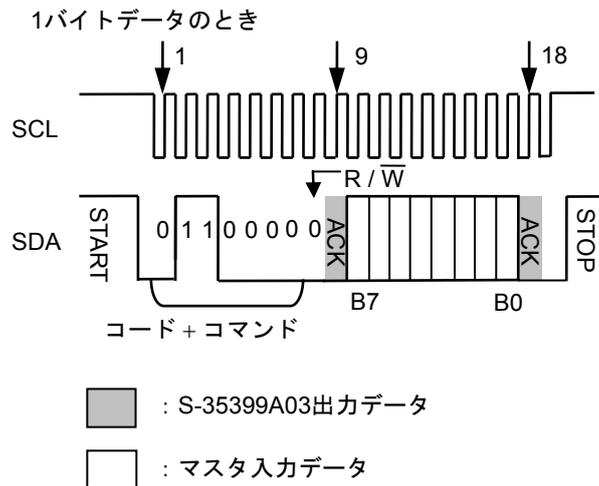 1バイトデータのとき
1 9 18
SCL
R / W
SDA
START 0 1 1 0 0 0 0 0 ACK ACK STOP
B7 B0
コード + コマンド
: S-35399A03出力データ
: マスタ入力データ